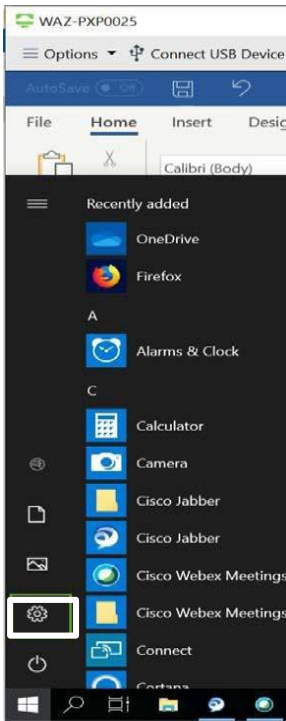 WAZ-PXP0025
Options Connect USB Device
AutoSave Off
File Home Insert Desig
Calibri (Body)
Recently added
OneDrive
Firefox
A
Alarms & Clock
C
Calculator
Camera
Cisco Jabber
Cisco Jabber
Cisco Webex Meetings
Cisco Webex Meetings
Connect
Cortana